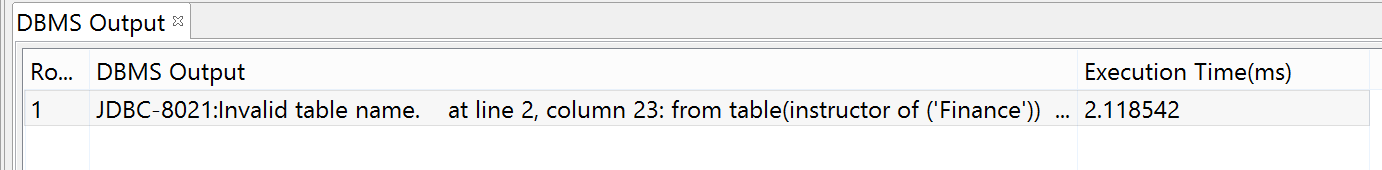 DBMS Output
Ro... DBMS Output Execution Time(ms)
1 JDBC-8021:Invalid table name. at line 2, column 23: from table(instructor of ('Finance')) ... 2.118542